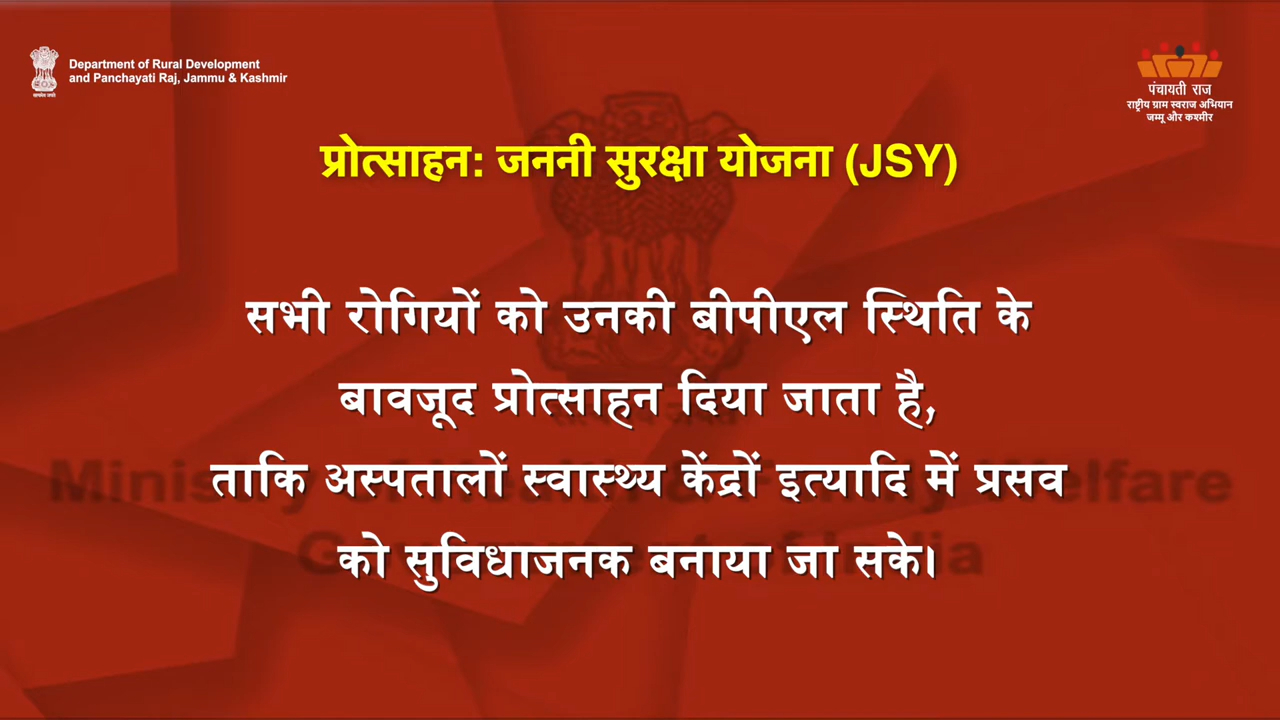 Department of Rural Development
and Panchayati Raj, Jammu & Kashmir
पंचायती राज
राष्ट्रीय ग्राम स्वराज अभियान
जम्मू और कश्मीर
प्रोत्साहन: जननी सुरक्षा योजना (JSY)
सभी रोगियों को उनकी बीपीएल स्थिति के
बावजूद प्रोत्साहन दिया जाता है,
ताकि अस्पतालों स्वास्थ्य केंद्रों इत्यादि में प्रसव
को सुविधाजनक बनाया जा सके।